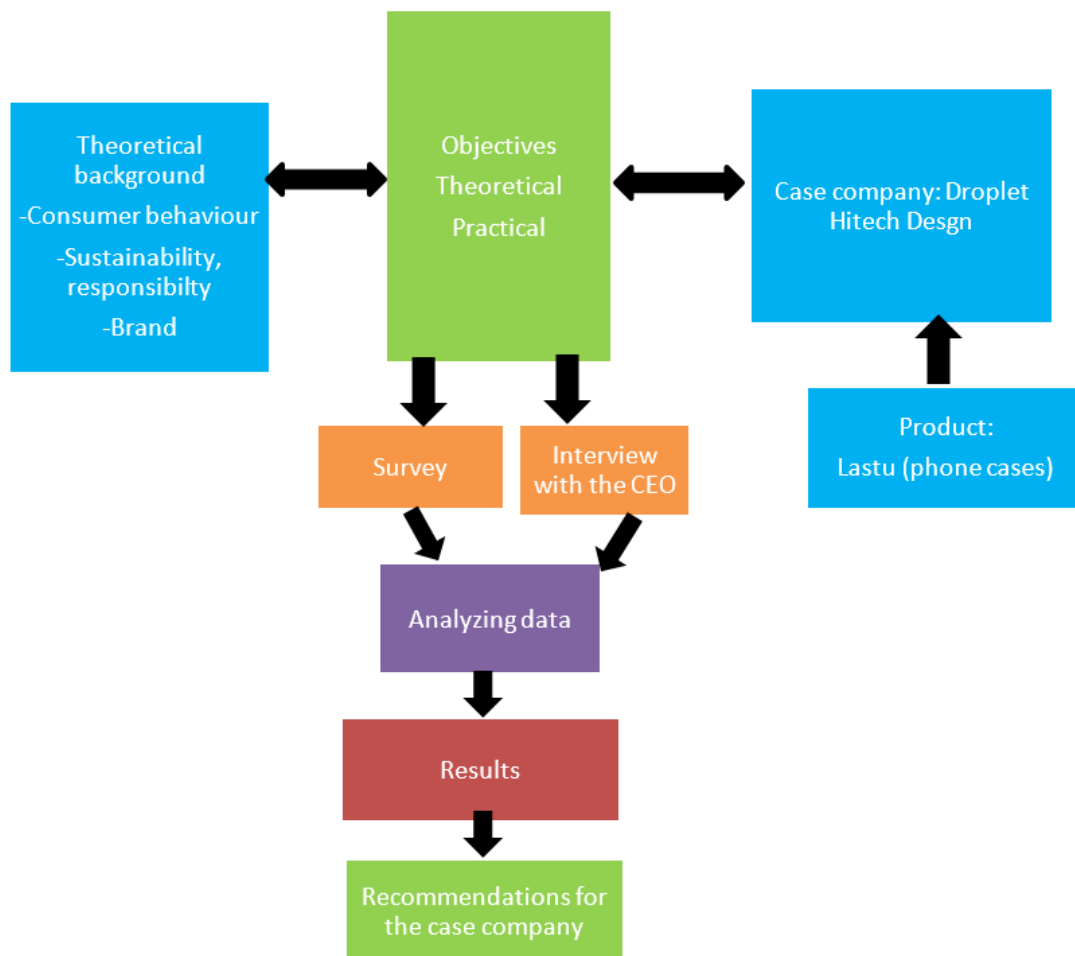 Theoretical
background
-Consumer behaviour
-Sustainability,
responsibilty
-Brand
Objectives
Theoretical
Practical
Case company: Droplet
Hitech Desgn
Product:
Lastu (phone cases)
Survey
Interview
with the CEO
Analyzing data
Results
Recommendations for
the case company